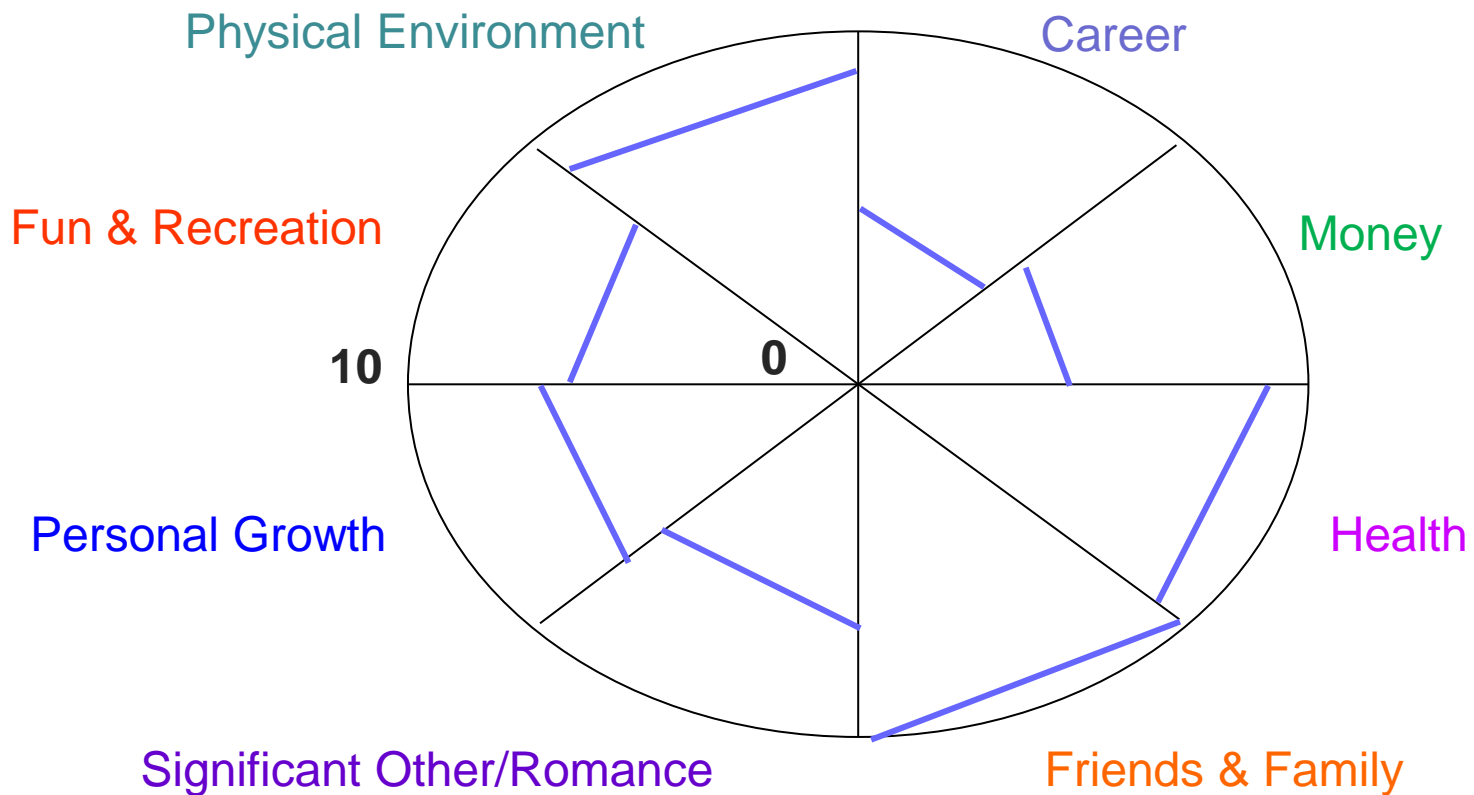 Physical Environment
Career
Fun & Recreation
Money
10
0
Personal Growth
Health
Significant Other/Romance
Friends & Family